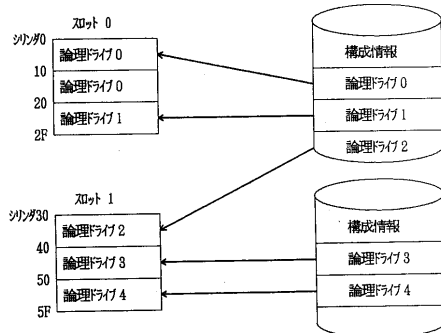 スロット 0
シリンダ0
論理ドライブ 0
10
論理ドライブ 0
20
論理ドライブ 1
2F
構成情報
論理ドライブ 0
論理ドライブ 1
論理ドライブ 2
スロット 1
シリンダ30
論理ドライブ 2
40
論理ドライブ 3
50
論理ドライブ 4
5F
構成情報
論理ドライブ 3
論理ドライブ 4